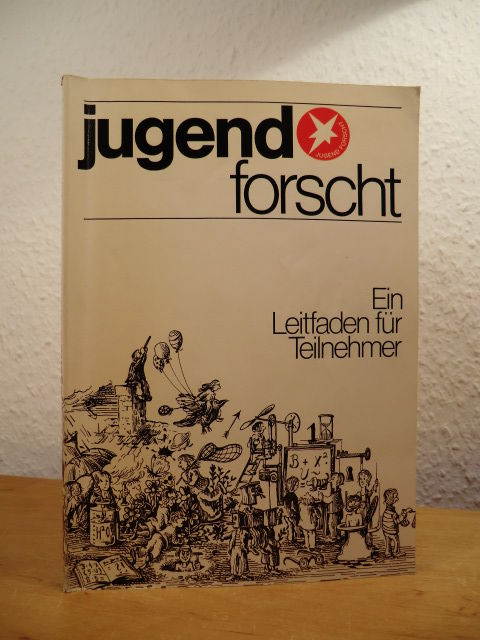 jugend
JUGEND FORSCHT
forscht
Ein
Leitfaden für
Teilnehmer